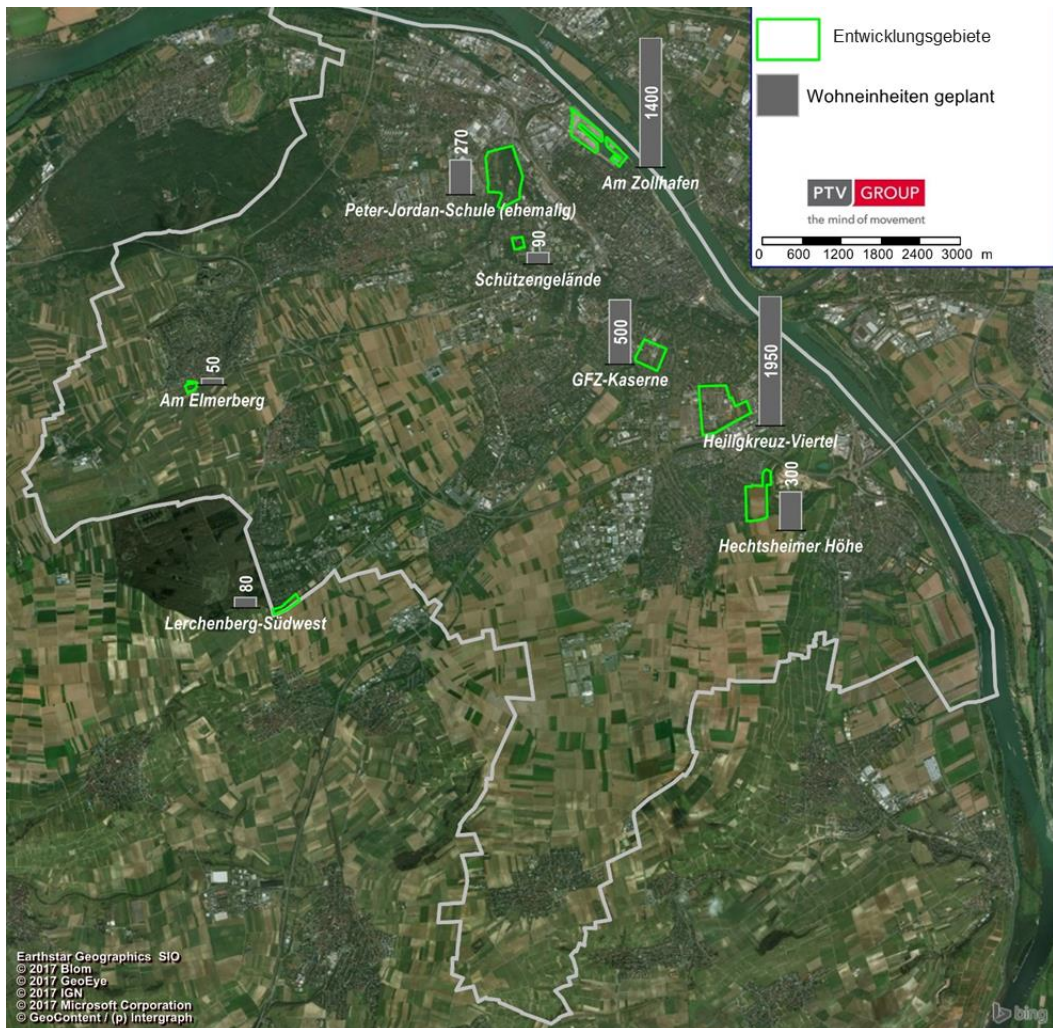 Entwicklungsgebiete
Wohneinheiten geplant
PTV GROUP
the mind of movement
0 600 1200 1800 2400 3000 m
1400
Am Zollhafen
270
Peter-Jordan-Schule (ehemalig)
90
Schützengelände
500
GFZ-Kaserne
50
Am Elmerberg
1950
Heiligkreuz-Viertel
300
Hechtsheimer Höhe
80
Lerchenberg-Südwest
Earthstar Geographics SIO
© 2017 Blom
© 2017 GeoEye
© 2017 IGN
© 2017 Microsoft Corporation
© GeoContent / (p) Intergraph
bing